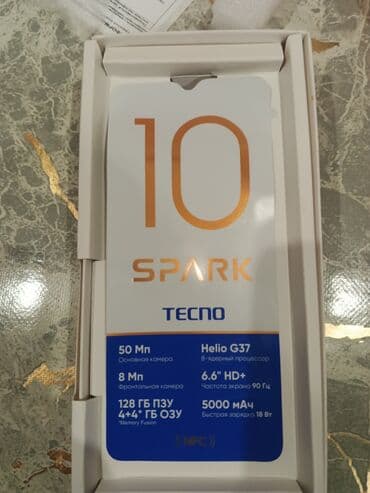 10
SPARK
TECNO
50 Мп
Основная камера
Helio G37
8-ядерный процессор
8 Мп
Фронтальная камера
6.6" HD+
Частота экрана 90 Гц
128 ГБ ПЗУ
4+4* ГБ ОЗУ
*Memory Fusion
5000 мАч
Быстрая зарядка 18 Вт
NFC